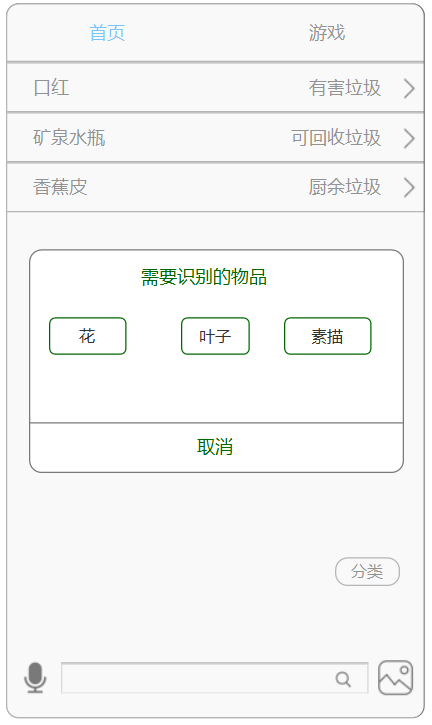 首页 游戏
口红 有害垃圾
矿泉水瓶 可回收垃圾
香蕉皮 厨余垃圾
需要识别的物品
花 叶子 素描
取消
分类